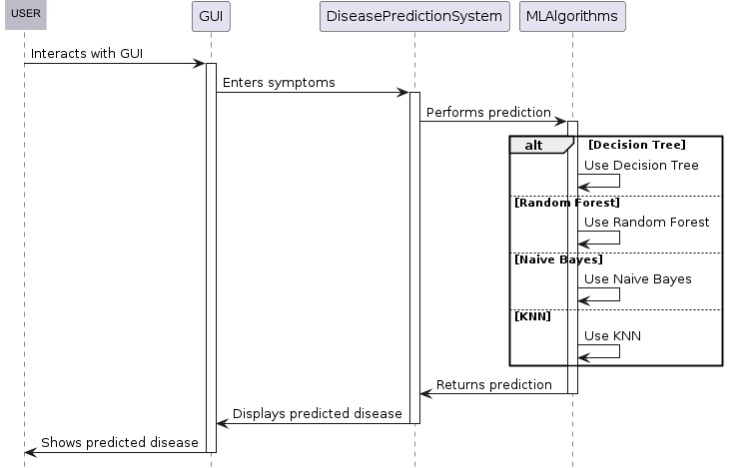 USER
GUI
DiseasePredictionSystem
MLAlgorithms
Interacts with GUI
Enters symptoms
Performs prediction
alt
[Decision Tree]
Use Decision Tree
[Random Forest]
Use Random Forest
[Naive Bayes]
Use Naive Bayes
[KNN]
Use KNN
Returns prediction
Displays predicted disease
Shows predicted disease